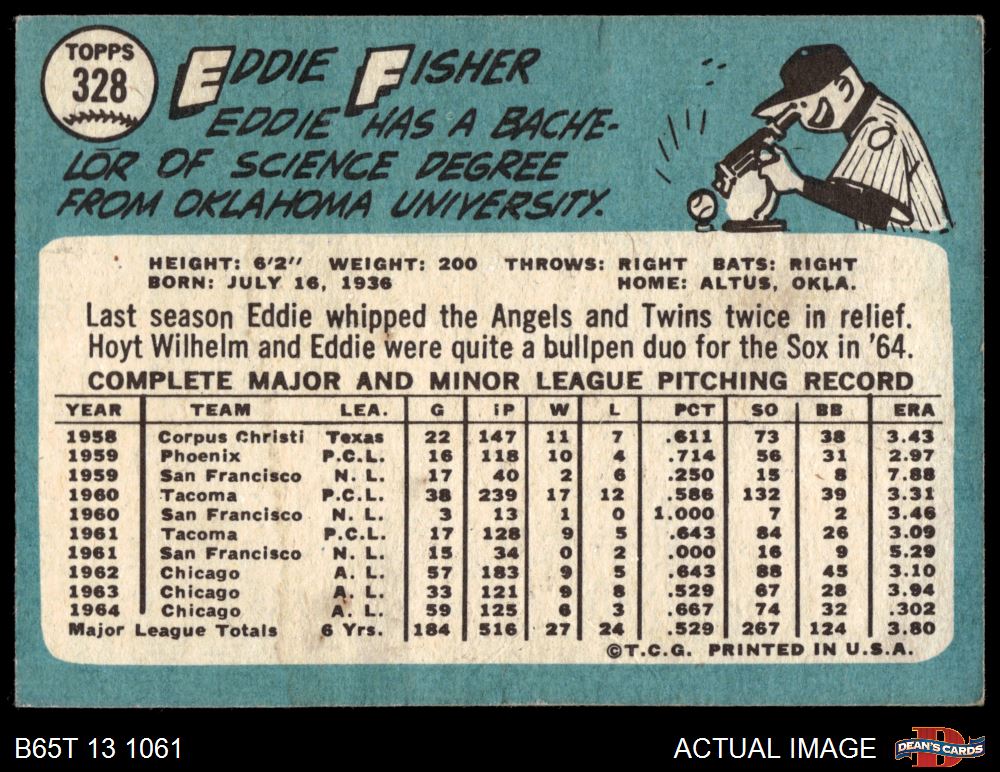 TOPPS
328
EDDIE FISHER
EDDIE HAS A BACHE-
LOR OF SCIENCE DEGREE
FROM OKLAHOMA UNIVERSITY.
HEIGHT: 6'2" WEIGHT: 200 THROWS: RIGHT BATS: RIGHT
BORN: JULY 16, 1936 HOME: ALTUS, OKLA.
Last season Eddie whipped the Angels and Twins twice in relief.
Hoyt Wilhelm and Eddie were quite a bullpen duo for the Sox in '64.
COMPLETE MAJOR AND MINOR LEAGUE PITCHING RECORD
YEAR TEAM LEA. G IP W L PCT SO BB ERA
1958 Corpus Christi Texas 22 147 11 7 .611 73 38 3.43
1959 Phoenix P.C.L. 16 118 10 4 .714 56 31 2.97
1959 San Francisco N. L. 17 40 2 6 .250 15 8 7.88
1960 Tacoma P.C.L. 38 239 17 12 .586 132 39 3.31
1960 San Francisco N. L. 3 13 1 0 1.000 7 2 3.46
1961 Tacoma P.C.L. 17 128 9 5 .643 84 26 3.09
1961 San Francisco N. L. 15 34 0 2 .000 16 9 5.29
1962 Chicago A. L. 57 183 9 5 .643 88 45 3.10
1963 Chicago A. L. 33 121 9 8 .529 67 28 3.94
1964 Chicago A. L. 59 125 6 3 .667 74 32 .302
Major League Totals 6 Yrs. 184 516 27 24 .529 267 124 3.80
©T.C.G. PRINTED IN U.S.A.
B65T 13 1061 ACTUAL IMAGE DEAN'S CARDS